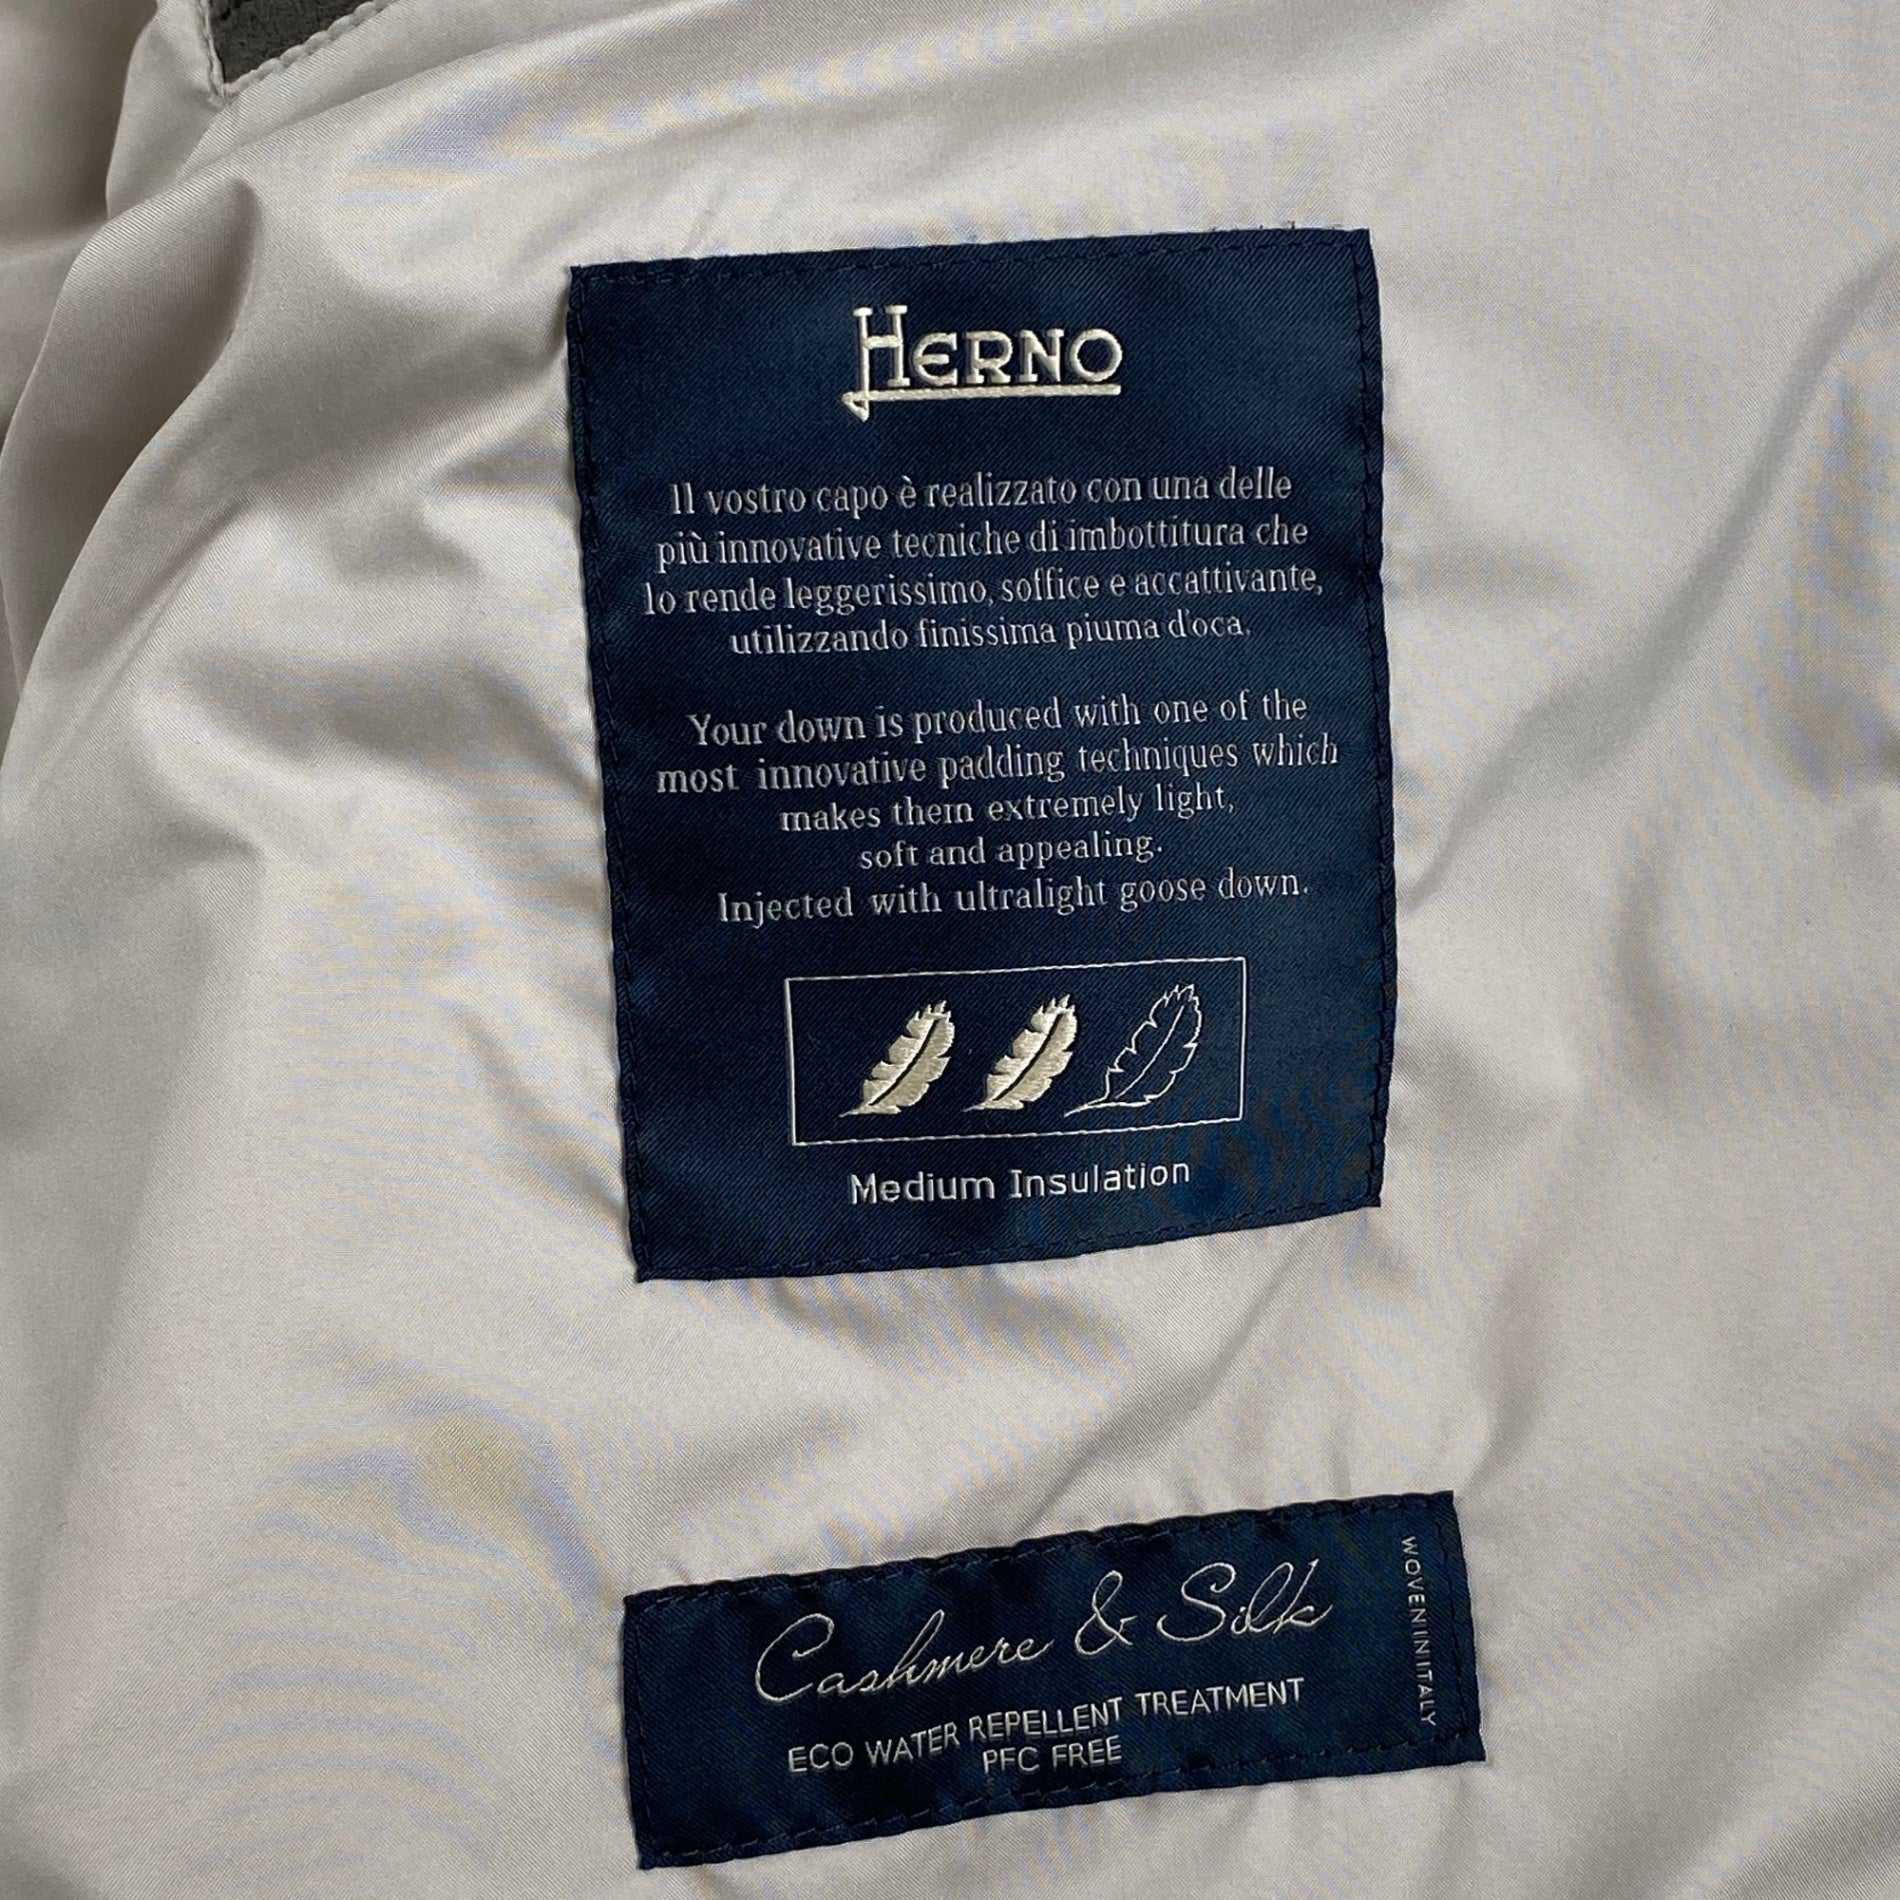 HERNO
Il vostro capo è realizzato con una delle
più innovative tecniche di imbottitura che
lo rende leggerissimo, soffice e accattivante,
utilizzando finissima piuma d'oca.
Your down is produced with one of the
most innovative padding techniques which
makes them extremely light,
soft and appealing.
Injected with ultralight goose down.
Medium Insulation
Cashmere & Silk
ECO WATER REPELLENT TREATMENT
PFC FREE
WOVEN IN ITALY